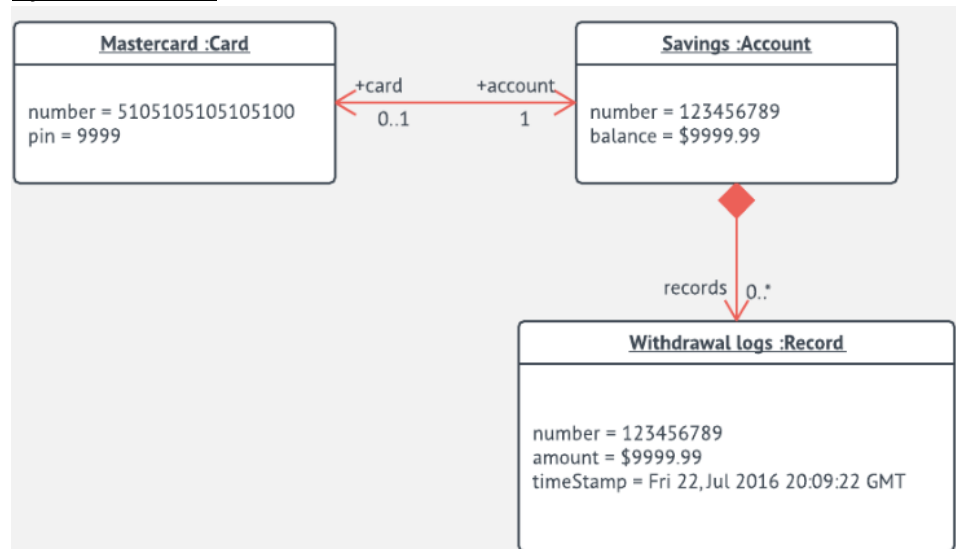 Mastercard :Card
number = 5105105105105100
pin = 9999
+card
0..1
+account
1
Savings :Account
number = 123456789
balance = $9999.99
records
0..*
Withdrawal logs :Record
number = 123456789
amount = $9999.99
timeStamp = Fri 22, Jul 2016 20:09:22 GMT